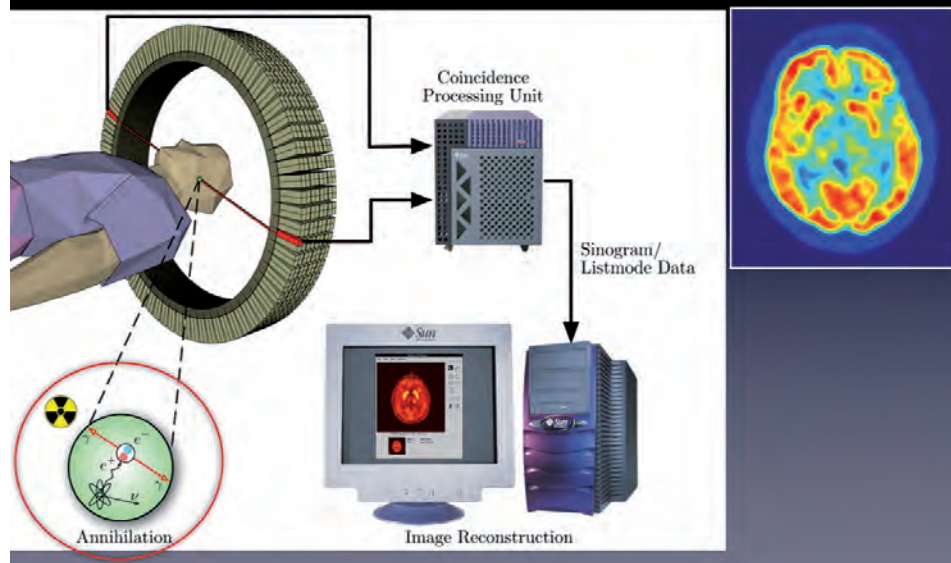 Coincidence
Processing Unit
Sinogram/
Listmode Data
Sun
Sun
γ
e⁻
e⁺
γ
ν
Annihilation
Image Reconstruction